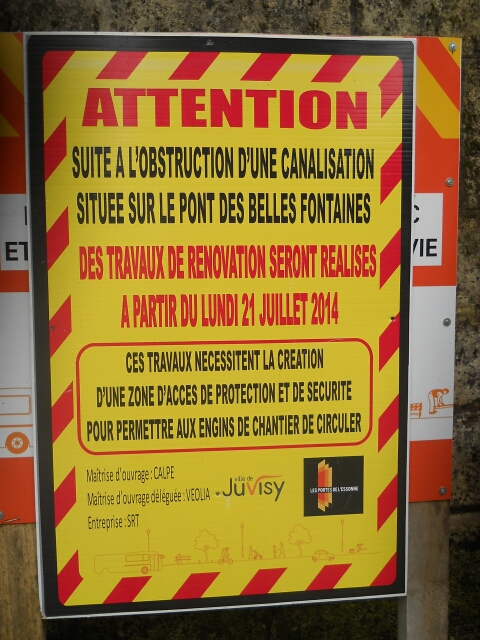 ATTENTION
SUITE A L'OBSTRUCTION D'UNE CANALISATION
SITUEE SUR LE PONT DES BELLES FONTAINES
DES TRAVAUX DE RENOVATION SERONT REALISES
A PARTIR DU LUNDI 21 JUILLET 2014
CES TRAVAUX NECESSITENT LA CREATION
D'UNE ZONE D'ACCES DE PROTECTION ET DE SECURITE
POUR PERMETTRE AUX ENGINS DE CHANTIER DE CIRCULER
Maîtrise d'ouvrage : CALPE
Maîtrise d'ouvrage déléguée : VEOLIA
Entreprise : SRT
ville de
Juvisy
LES PORTES DE L'ESSONNE
ET
C
VIE